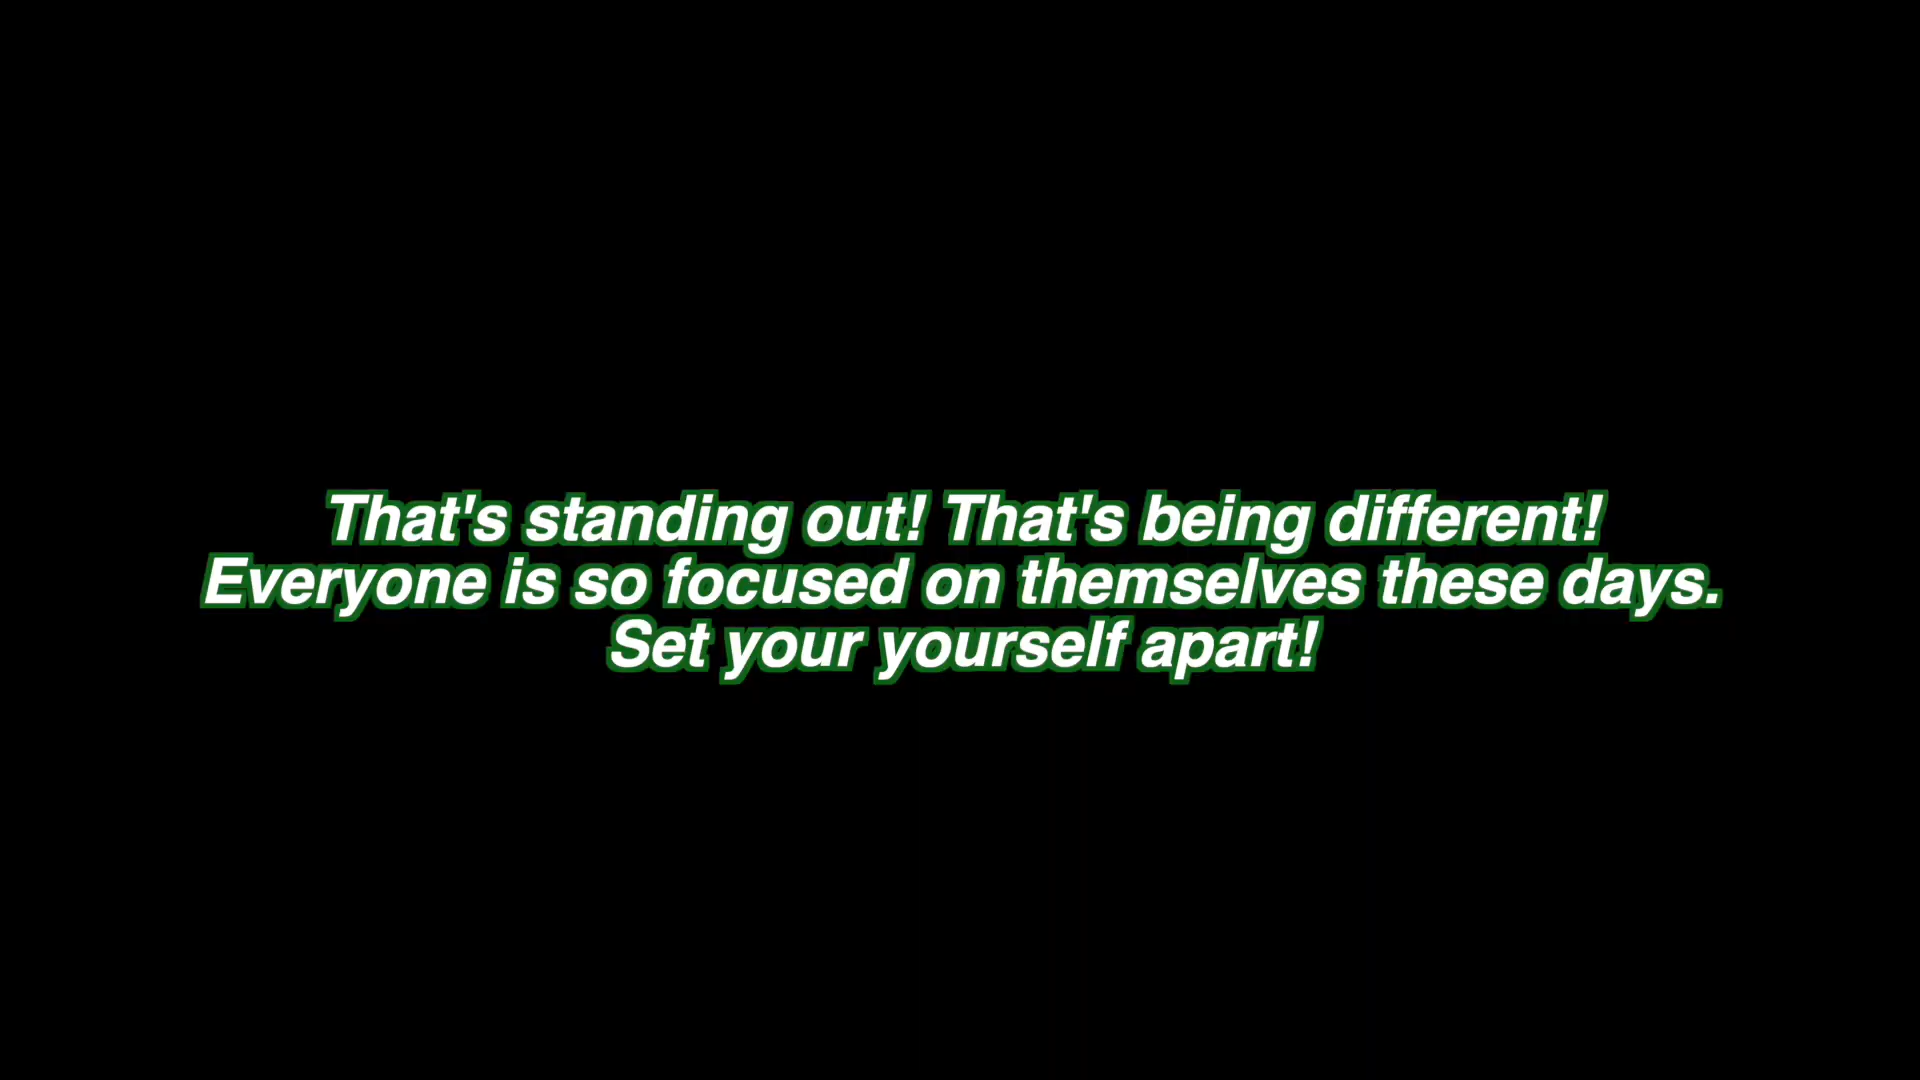 That's standing out! That's being different!
Everyone is so focused on themselves these days.
Set your yourself apart!